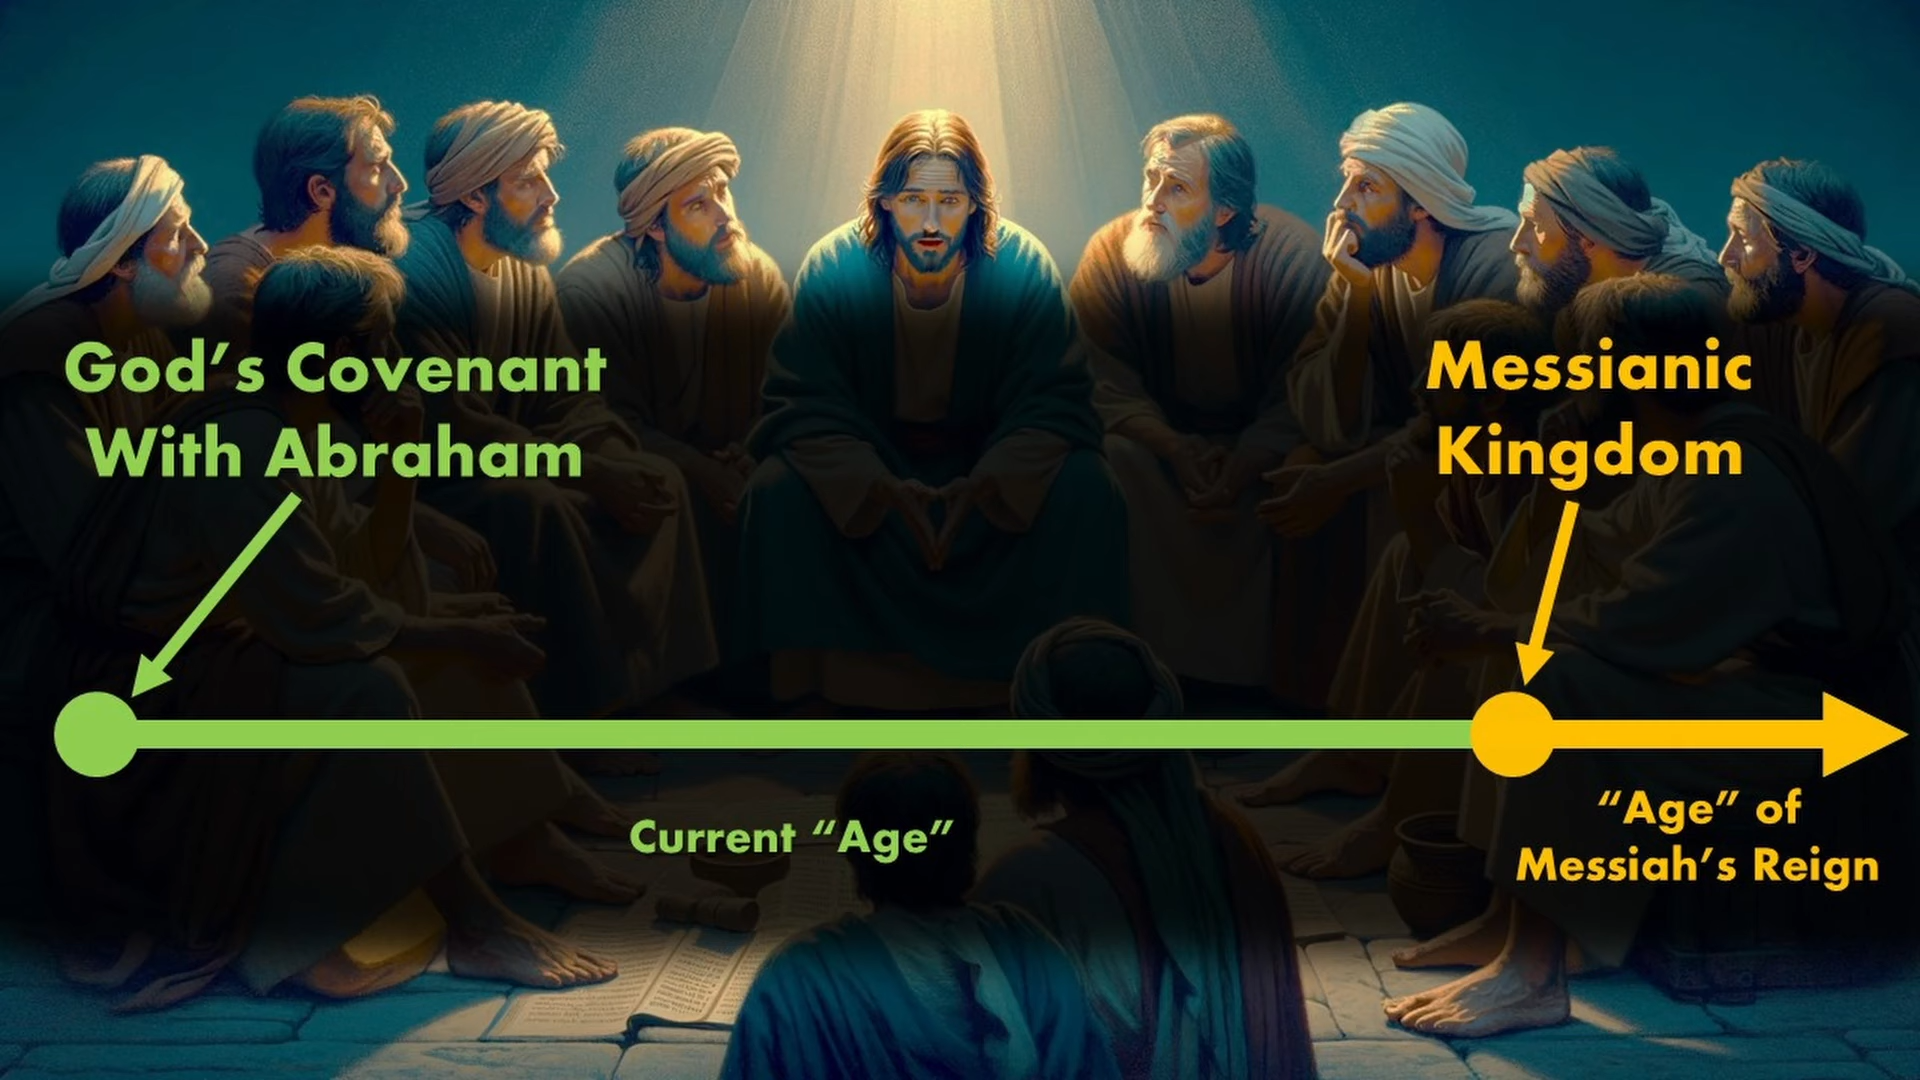 God’s Covenant
With Abraham
Messianic
Kingdom
Current “Age”
“Age” of
Messiah’s Reign